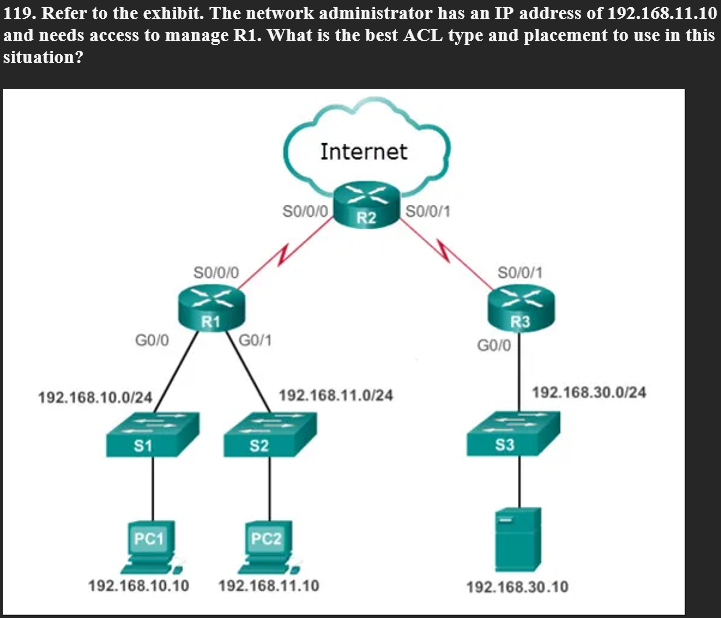 119. Refer to the exhibit. The network administrator has an IP address of 192.168.11.10
and needs access to manage R1. What is the best ACL type and placement to use in this
situation?
Internet
S0/0/0 R2 S0/0/1
S0/0/0 S0/0/1
R1 R3
G0/0 G0/1 G0/0
192.168.10.0/24 192.168.11.0/24 192.168.30.0/24
S1 S2 S3
PC1 PC2
192.168.10.10 192.168.11.10 192.168.30.10